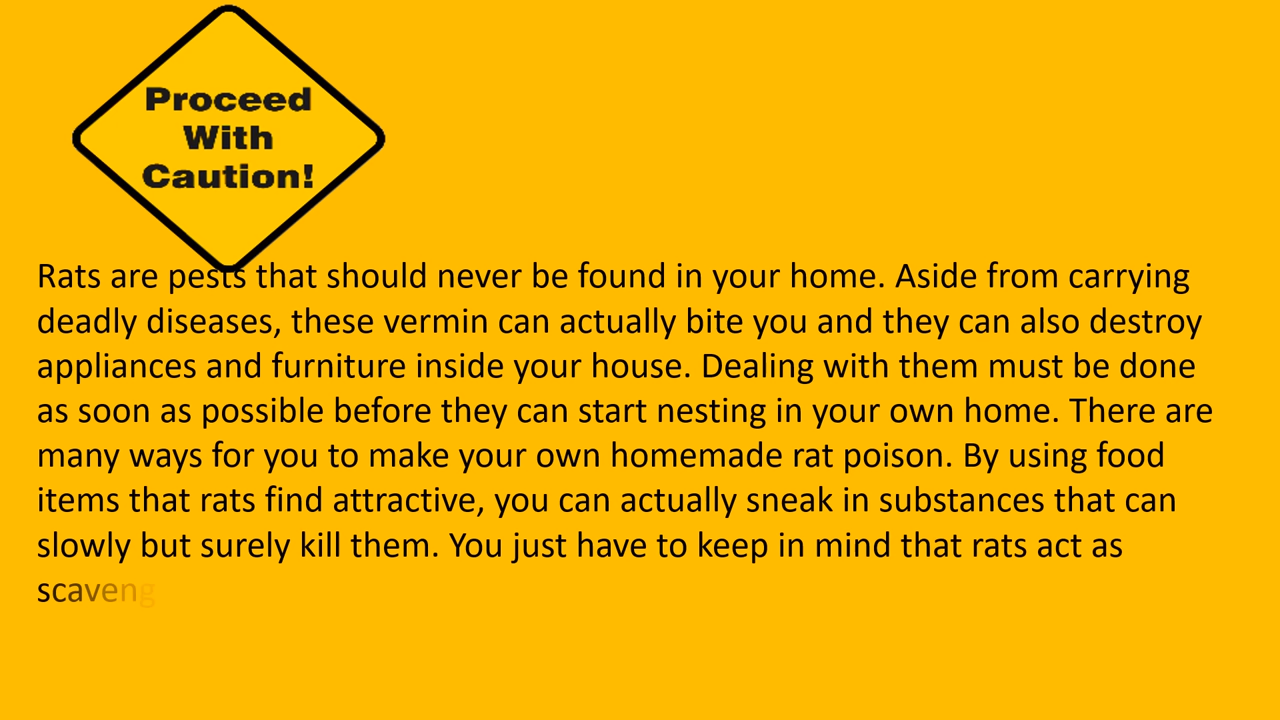 Proceed
With
Caution!
Rats are pests that should never be found in your home. Aside from carrying
deadly diseases, these vermin can actually bite you and they can also destroy
appliances and furniture inside your house. Dealing with them must be done
as soon as possible before they can start nesting in your own home. There are
many ways for you to make your own homemade rat poison. By using food
items that rats find attractive, you can actually sneak in substances that can
slowly but surely kill them. You just have to keep in mind that rats act as
scaveng